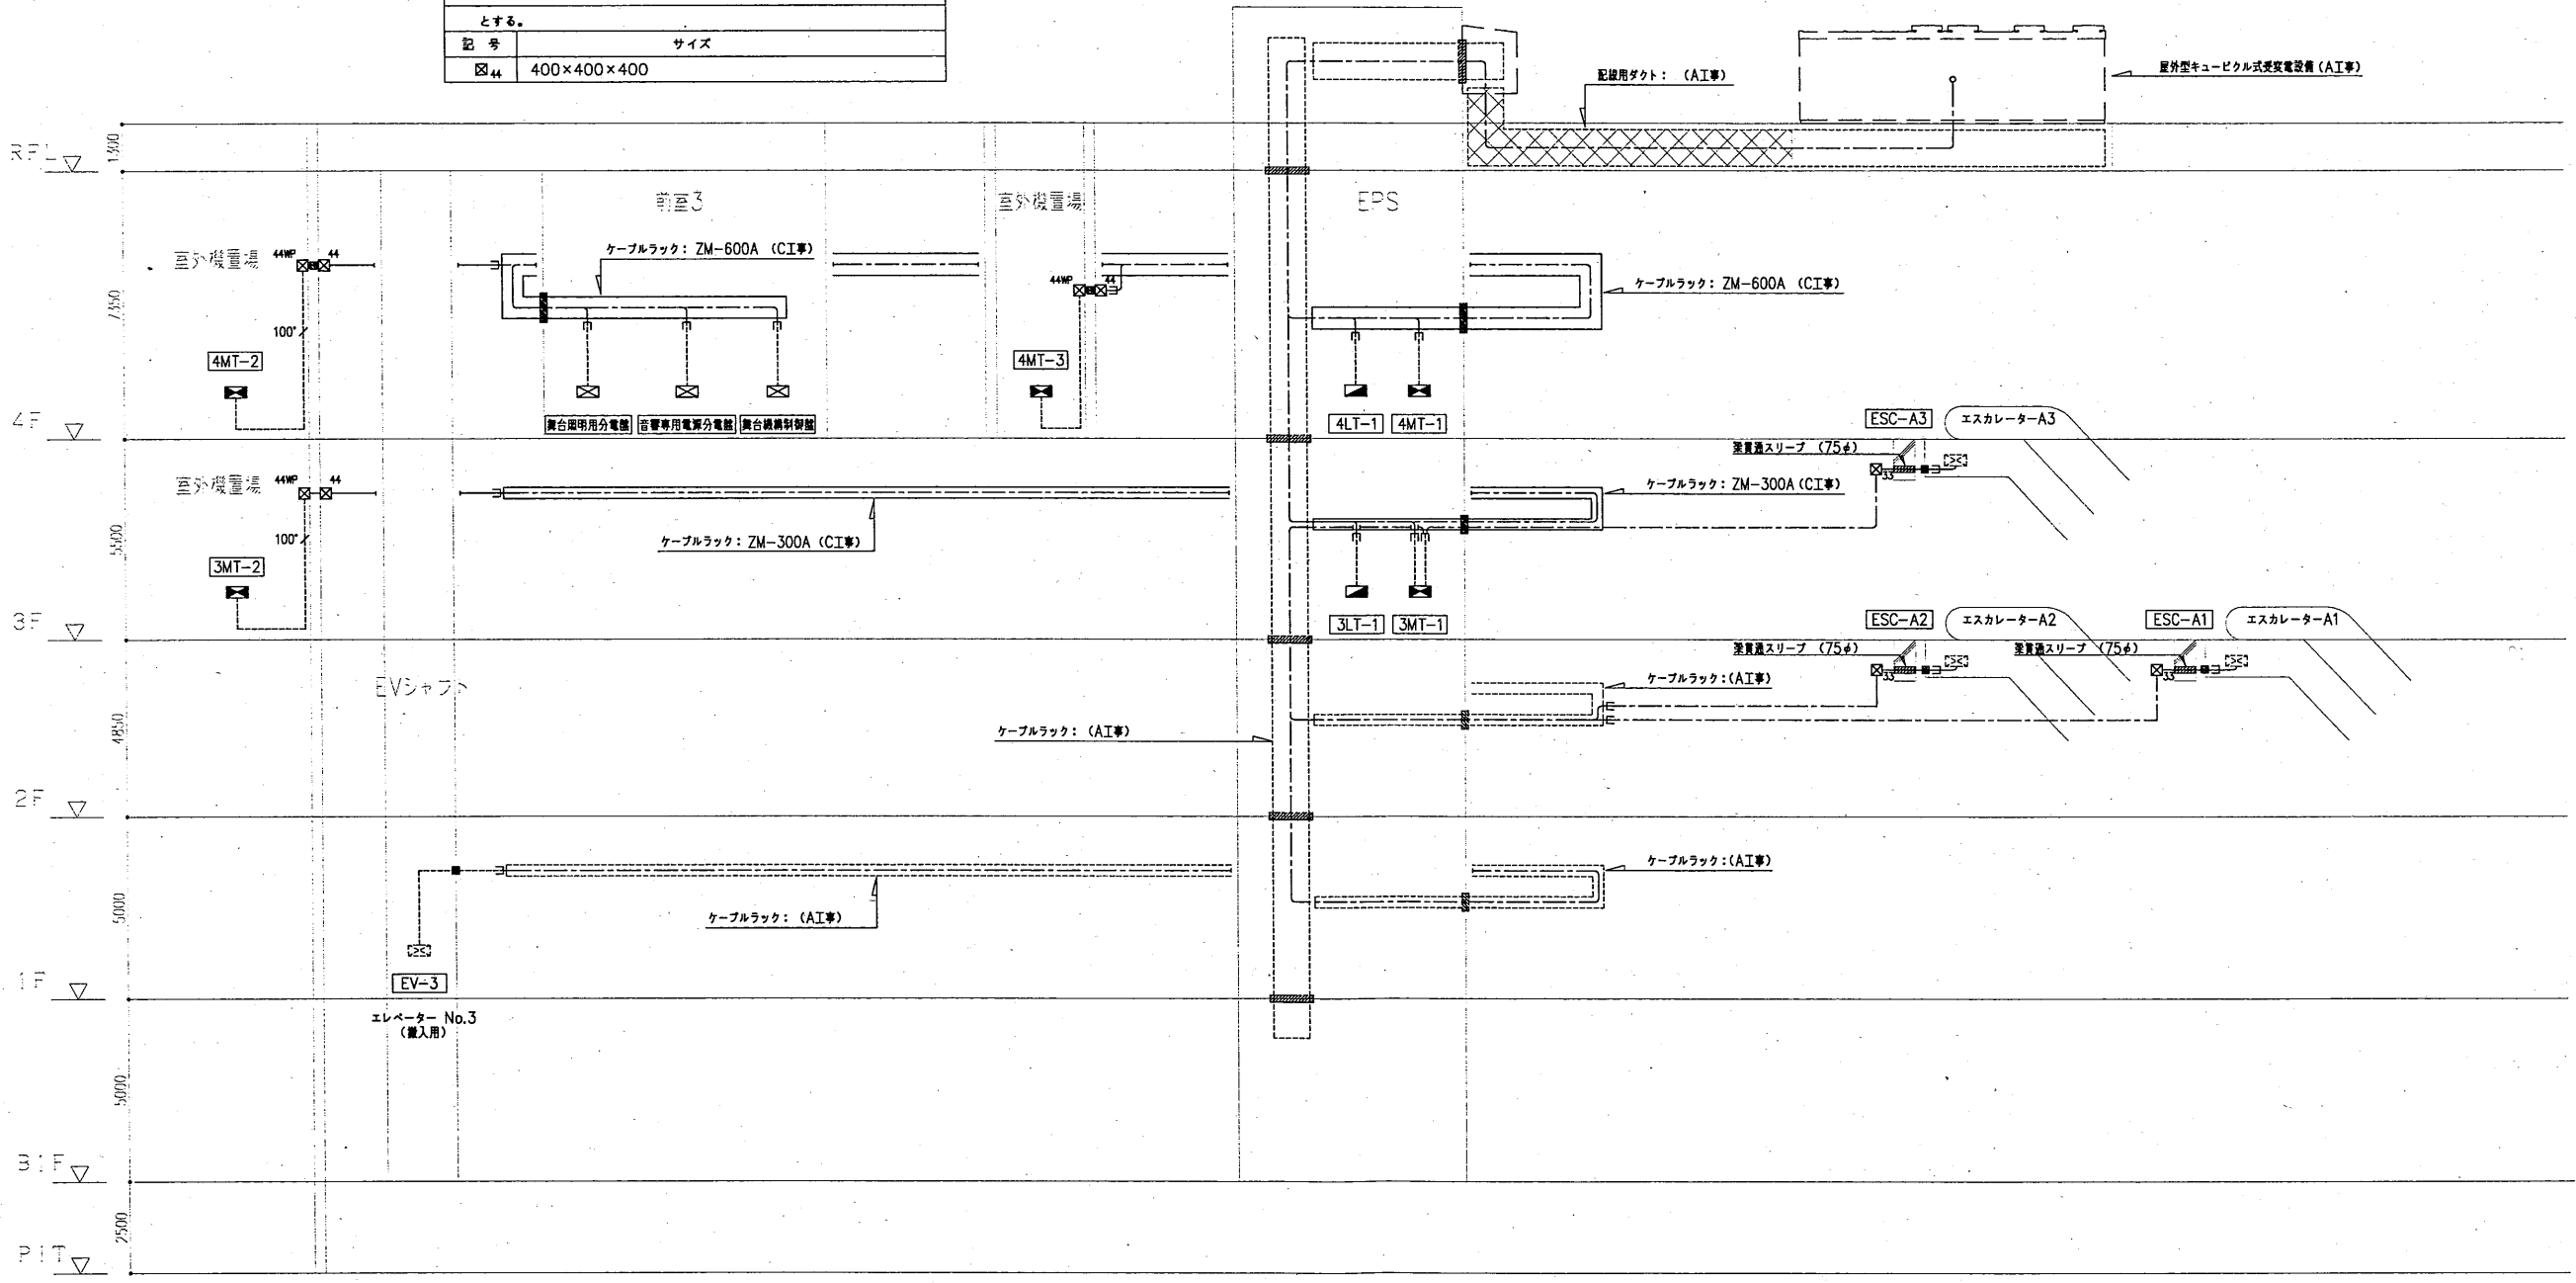 とする。
記 号 サイズ
44 400×400×400
配線用ダクト： （A工事）
屋外型キュービクル式受変電設備（A工事）
RFL
1300
前室3
室外機置場
EPS
室外機置場
44WP
44
ケーブルラック： ZM-600A （C工事）
44WP
44
ケーブルラック： ZM-600A （C工事）
7350
100
4MT-2
4MT-3
舞台照明用分電盤
音響専用電源分電盤
舞台機構制御盤
4LT-1
4MT-1
ESC-A3
エスカレーターA3
4F
梁貫通スリーブ （75φ）
33
室外機置場
44WP
44
ケーブルラック： ZM-300A （C工事）
ケーブルラック： ZM-300A （C工事）
5500
100
3MT-2
3LT-1
3MT-1
ESC-A2
エスカレーターA2
ESC-A1
エスカレーターA1
3F
梁貫通スリーブ （75φ）
梁貫通スリーブ （75φ）
33
33
EVシャフト
ケーブルラック：（A工事）
4850
ケーブルラック： （A工事）
2F
ケーブルラック：（A工事）
5000
ケーブルラック： （A工事）
EV-3
1F
エレベーター No.3
（搬入用）
5000
B1F
2500
PIT